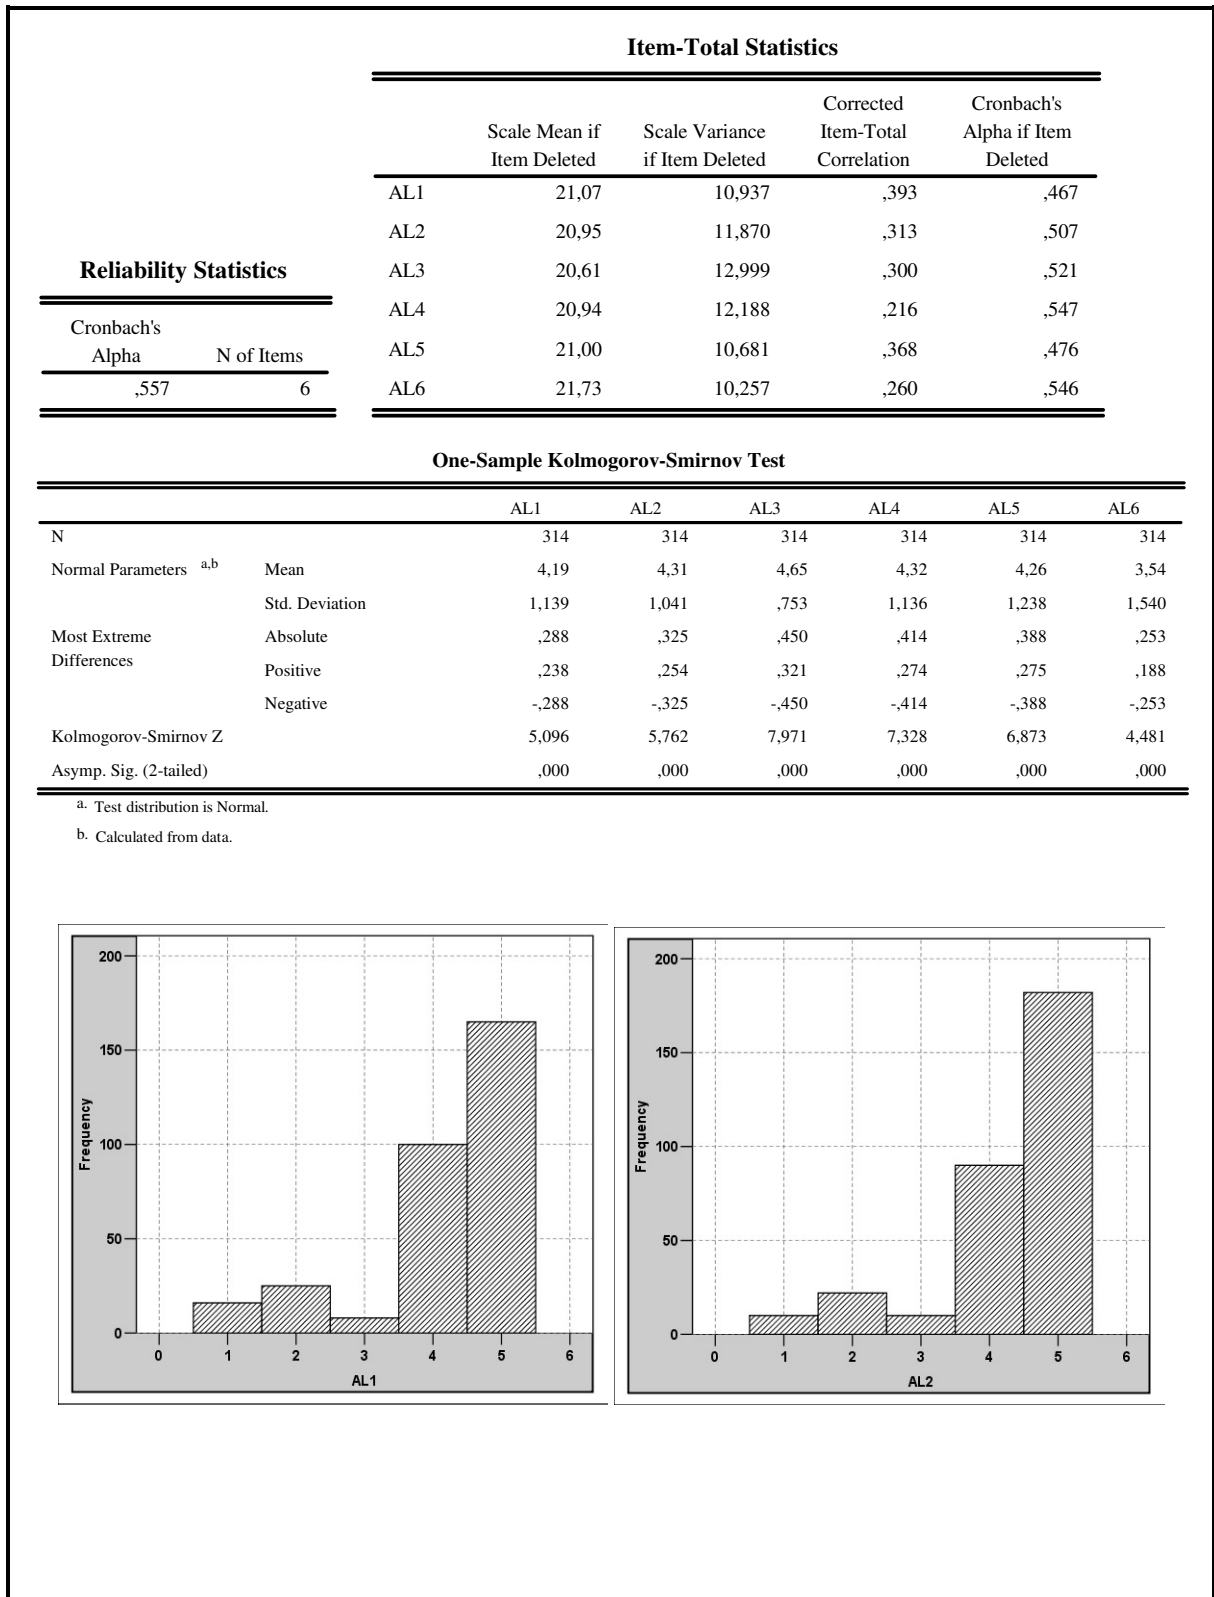 Item-Total Statistics
Scale Mean if Item Deleted Scale Variance if Item Deleted Corrected Item-Total Correlation Cronbach's Alpha if Item Deleted
AL1 21,07 10,937 ,393 ,467
AL2 20,95 11,870 ,313 ,507
AL3 20,61 12,999 ,300 ,521
AL4 20,94 12,188 ,216 ,547
AL5 21,00 10,681 ,368 ,476
AL6 21,73 10,257 ,260 ,546
Reliability Statistics
Cronbach's Alpha N of Items
,557 6
One-Sample Kolmogorov-Smirnov Test
AL1 AL2 AL3 AL4 AL5 AL6
N 314 314 314 314 314 314
Normal Parameters a,b Mean 4,19 4,31 4,65 4,32 4,26 3,54
Std. Deviation 1,139 1,041 ,753 1,136 1,238 1,540
Most Extreme Differences Absolute ,288 ,325 ,450 ,414 ,388 ,253
Positive ,238 ,254 ,321 ,274 ,275 ,188
Negative -,288 -,325 -,450 -,414 -,388 -,253
Kolmogorov-Smirnov Z 5,096 5,762 7,971 7,328 6,873 4,481
Asymp. Sig. (2-tailed) ,000 ,000 ,000 ,000 ,000 ,000
a. Test distribution is Normal.
b. Calculated from data.
200
150
100
50
0
Frequency
0 1 2 3 4 5 6
AL1
200
150
100
50
0
Frequency
0 1 2 3 4 5 6
AL2